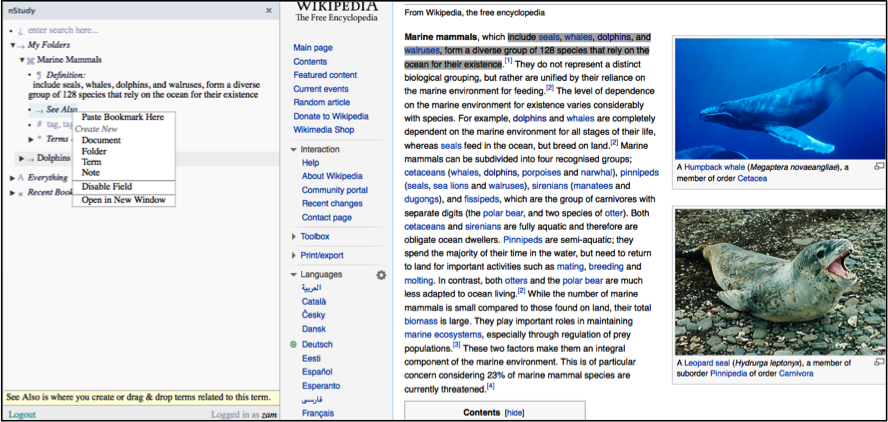 nStudy ×
enter search here...
My Folders
Marine Mammals
Definition:
include seals, whales, dolphins, and walruses, form a diverse
group of 128 species that rely on the ocean for their existence
See Also
# tag, tag
Terms
Dolphins
A Everything
Recent Book
Paste Bookmark Here
Create New
Document
Folder
Term
Note
Disable Field
Open in New Window
See Also is where you create or drag & drop terms related to this term.
Logout Logged in as zam
WIKIPEDIA
The Free Encyclopedia
Main page
Contents
Featured content
Current events
Random article
Donate to Wikipedia
Wikimedia Shop
Interaction
Help
About Wikipedia
Community portal
Recent changes
Contact page
Toolbox
Print/export
Languages
العربية
Català
Česky
Dansk
Deutsch
Eesti
Español
Esperanto
فارسی
Français
From Wikipedia, the free encyclopedia
Marine mammals, which include seals, whales, dolphins, and
walruses, form a diverse group of 128 species that rely on the
ocean for their existence.[1] They do not represent a distinct
biological grouping, but rather are unified by their reliance on
the marine environment for feeding.[2] The level of dependence
on the marine environment for existence varies considerably
with species. For example, dolphins and whales are completely
dependent on the marine environment for all stages of their life,
whereas seals feed in the ocean, but breed on land.[2] Marine
mammals can be subdivided into four recognised groups;
cetaceans (whales, dolphins, porpoises and narwhal), pinnipeds
(seals, sea lions and walruses), sirenians (manatees and
dugongs), and fissipeds, which are the group of carnivores with
separate digits (the polar bear, and two species of otter). Both
cetaceans and sirenians are fully aquatic and therefore are
obligate ocean dwellers. Pinnipeds are semi-aquatic; they
spend the majority of their time in the water, but need to return
to land for important activities such as mating, breeding and
molting. In contrast, both otters and the polar bear are much
less adapted to ocean living.[2] While the number of marine
mammals is small compared to those found on land, their total
biomass is large. They play important roles in maintaining
marine ecosystems, especially through regulation of prey
populations.[3] These two factors make them an integral
component of the marine environment. This is of particular
concern considering 23% of marine mammal species are
currently threatened.[4]
Contents [hide]
A Humpback whale (Megaptera novaeangliae), a
member of order Cetacea
A Leopard seal (Hydrurga leptonyx), a member of
suborder Pinnipedia of order Carnivora